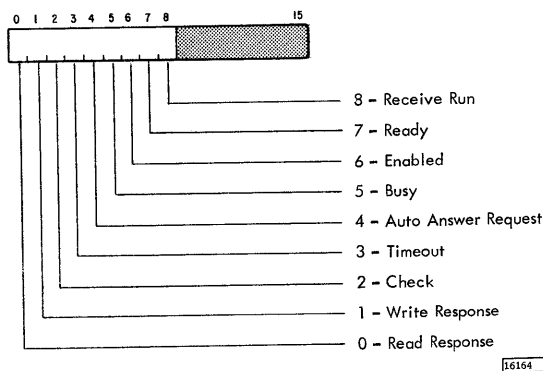 0 1 2 3 4 5 6 7 8 15
8 - Receive Run
7 - Ready
6 - Enabled
5 - Busy
4 - Auto Answer Request
3 - Timeout
2 - Check
1 - Write Response
0 - Read Response
16164